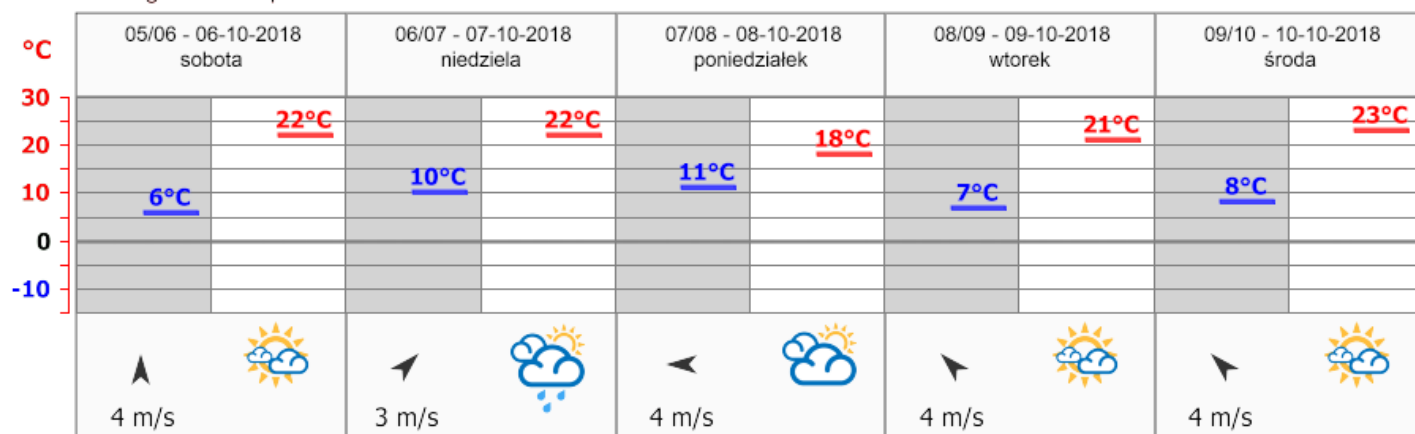 °C
05/06 - 06-10-2018
sobota
06/07 - 07-10-2018
niedziela
07/08 - 08-10-2018
poniedziałek
08/09 - 09-10-2018
wtorek
09/10 - 10-10-2018
środa
30
20
10
0
-10
6°C
22°C
10°C
22°C
11°C
18°C
7°C
21°C
8°C
23°C
4 m/s
3 m/s
4 m/s
4 m/s
4 m/s